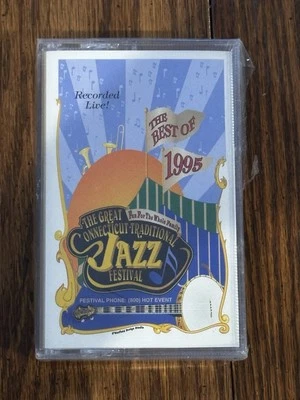 Recorded
Live!
THE
BEST OF
1995
THE GREAT
Fun For The Whole Family
CONNECTICUT TRADITIONAL
JAZZ
FESTIVAL
FESTIVAL PHONE: (800) HOT EVENT